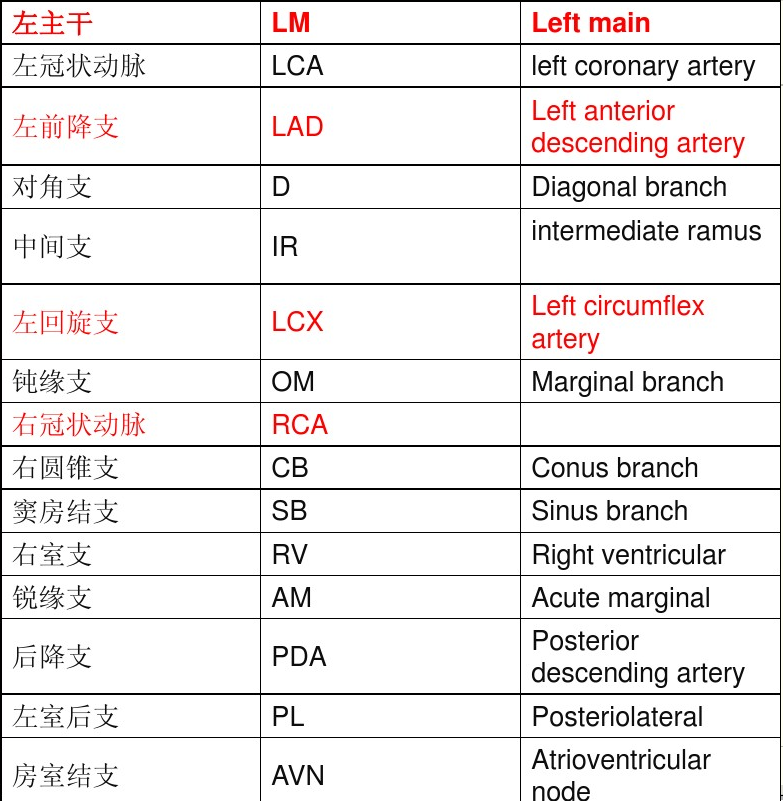 左主干 LM Left main
左冠状动脉 LCA left coronary artery
左前降支 LAD Left anterior
descending artery
对角支 D Diagonal branch
中间支 IR intermediate ramus
左回旋支 LCX Left circumflex
artery
钝缘支 OM Marginal branch
右冠状动脉 RCA
右圆锥支 CB Conus branch
窦房结支 SB Sinus branch
右室支 RV Right ventricular
锐缘支 AM Acute marginal
后降支 PDA Posterior
descending artery
左室后支 PL Posteriolateral
房室结支 AVN Atrioventricular
node